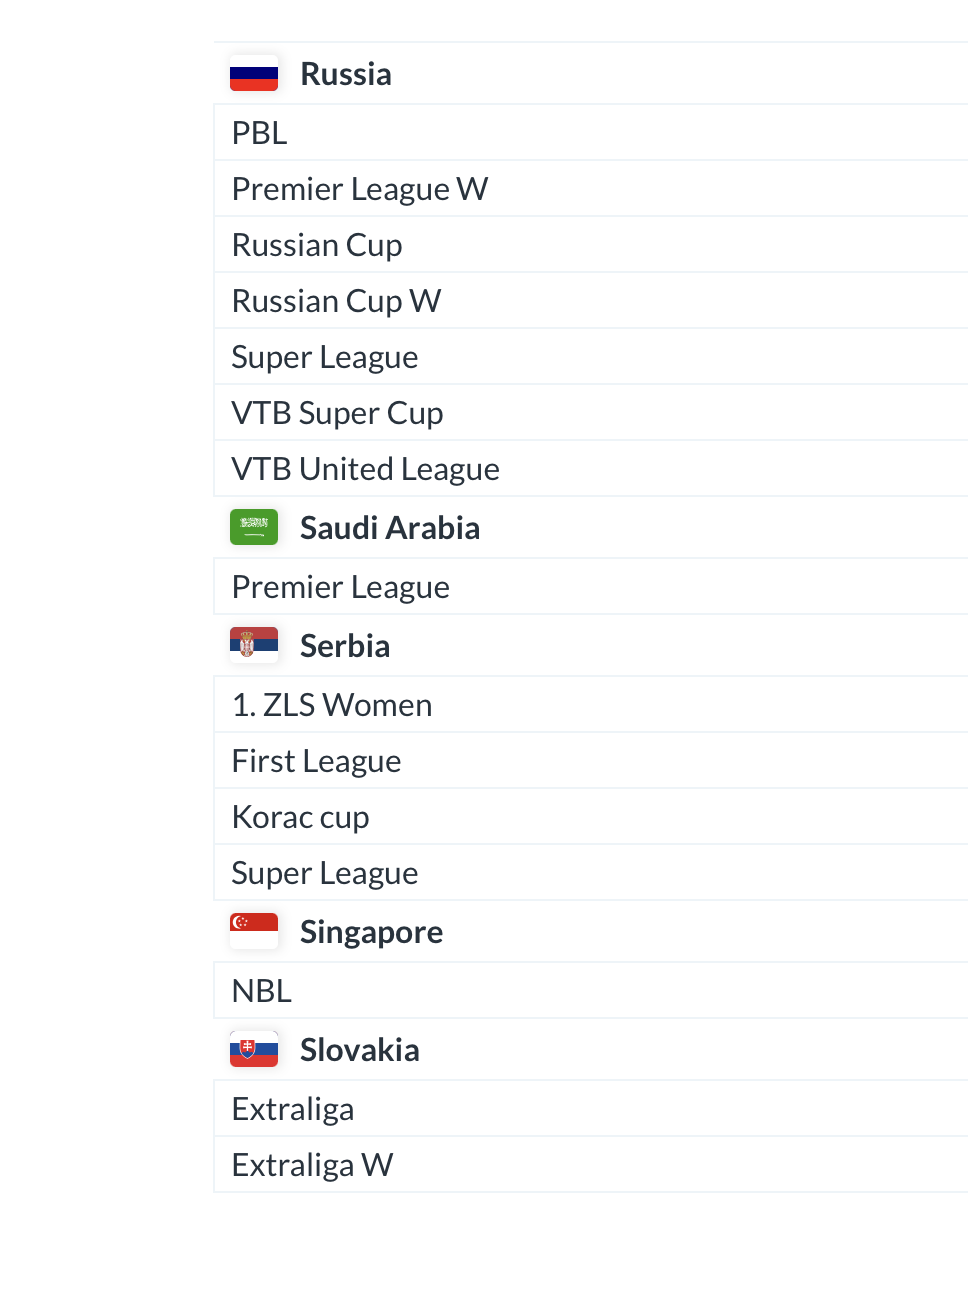 Russia
PBL
Premier League W
Russian Cup
Russian Cup W
Super League
VTB Super Cup
VTB United League
Saudi Arabia
Premier League
Serbia
1. ZLS Women
First League
Korac cup
Super League
Singapore
NBL
Slovakia
Extraliga
Extraliga W